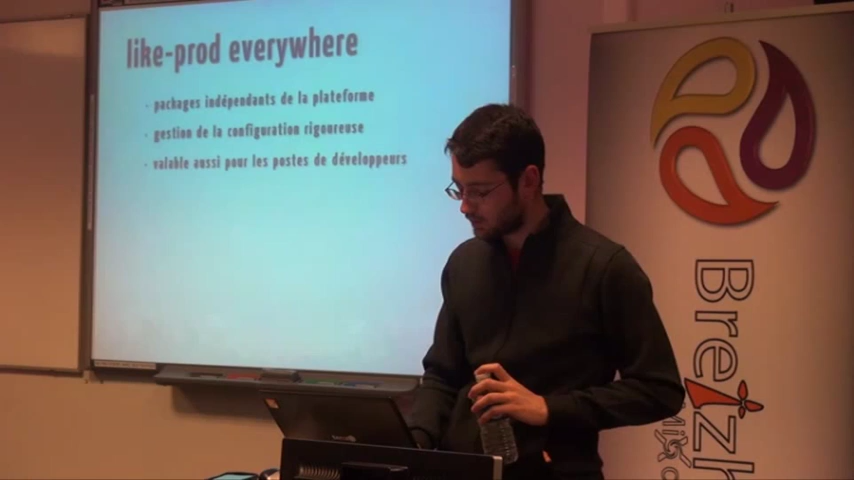 like-prod everywhere
- packages indépendants de la plateforme
- gestion de la configuration rigoureuse
- valable aussi pour les postes de développeurs
Breizh